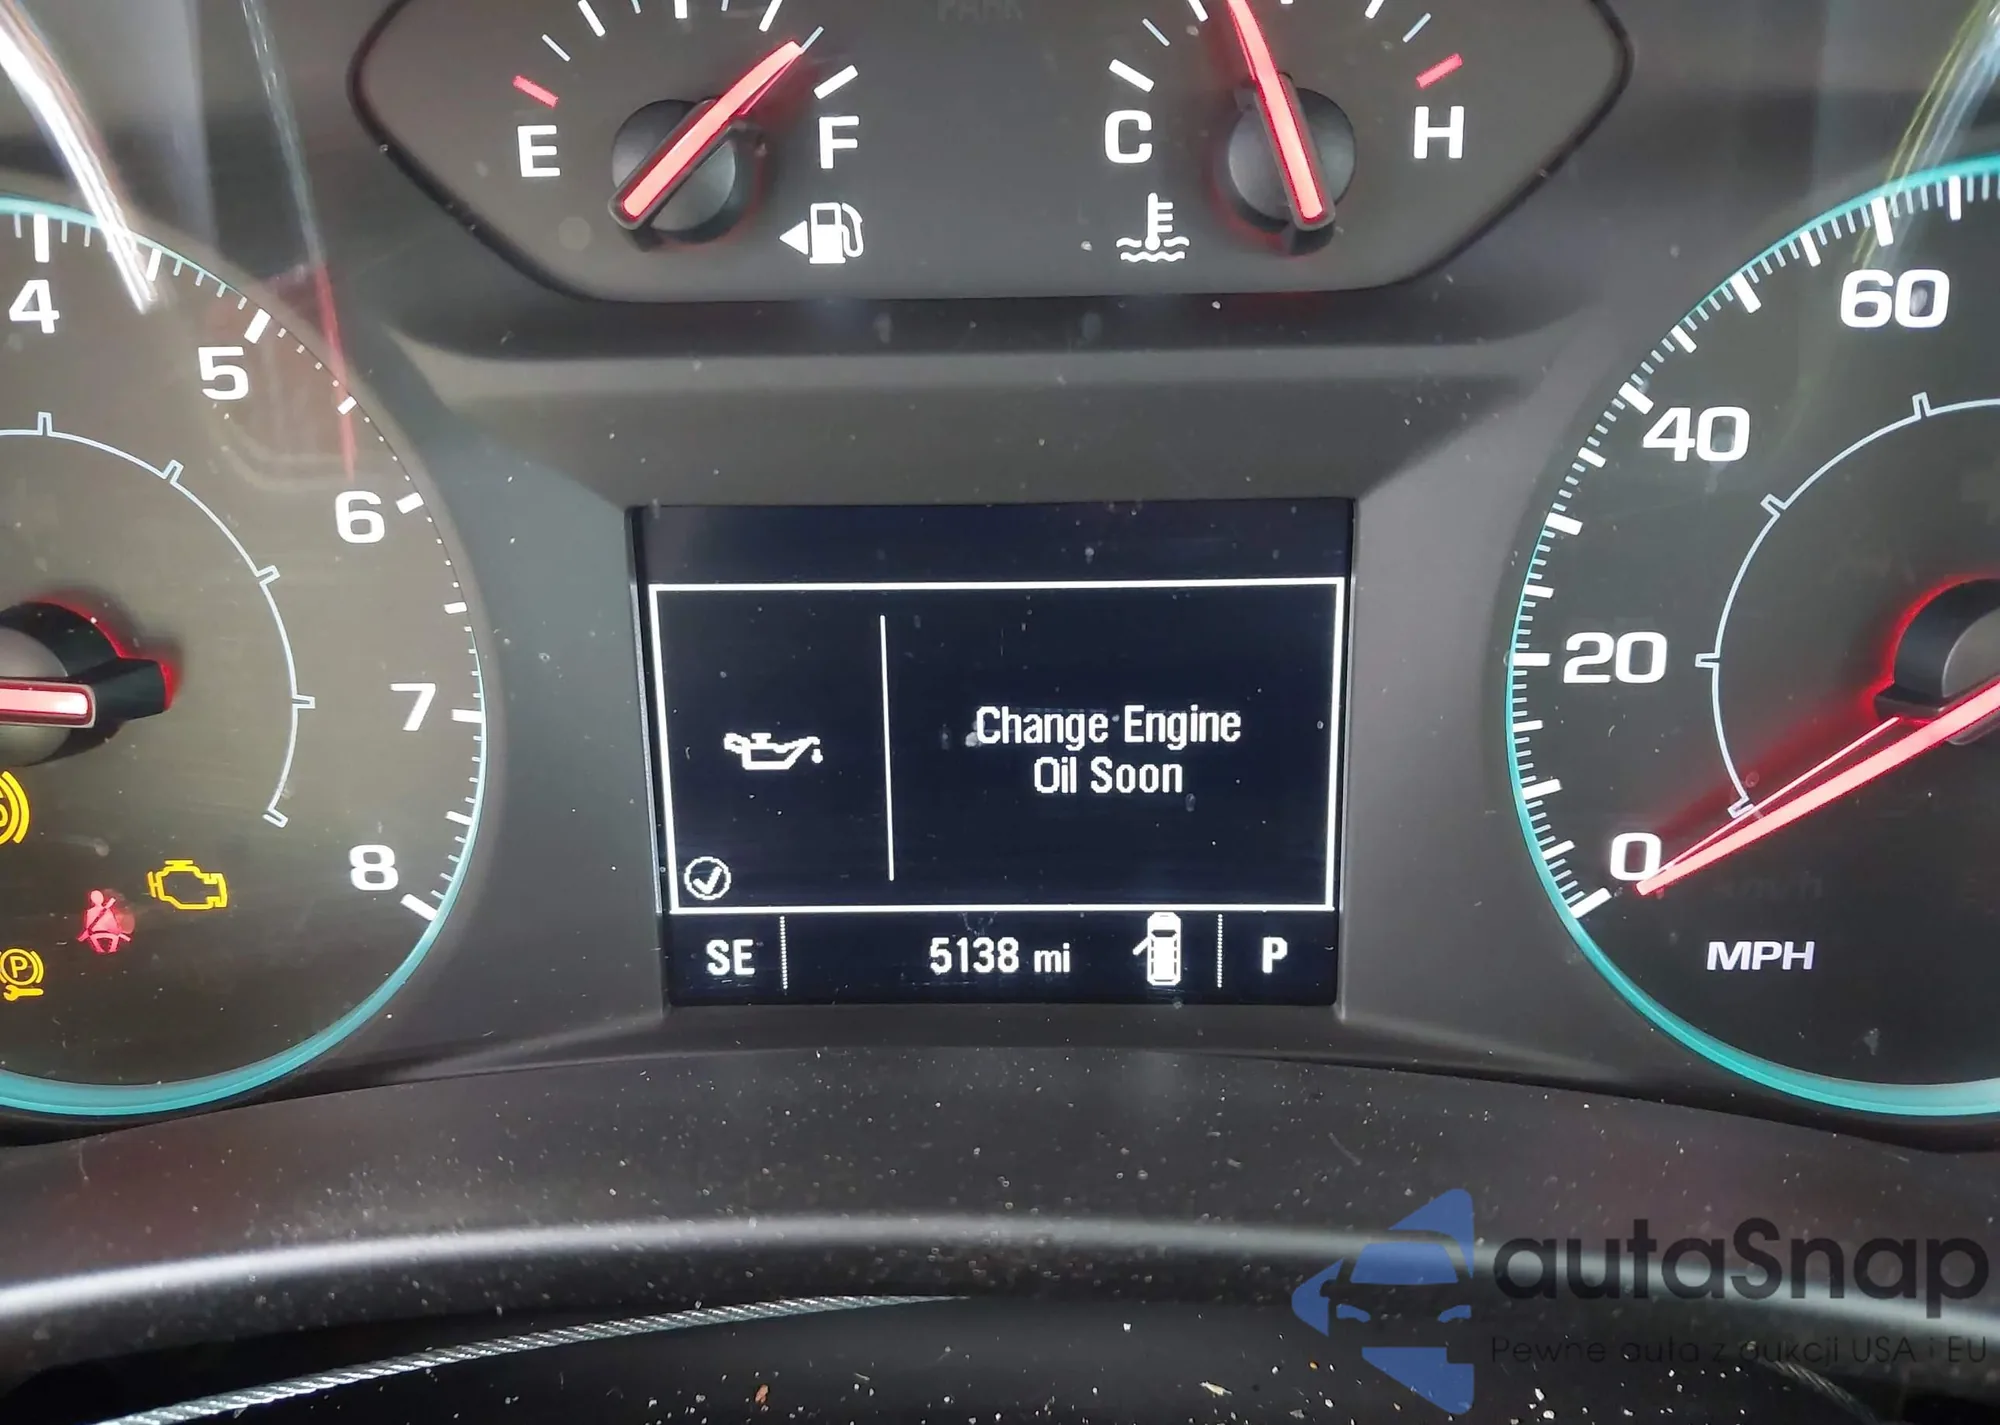 PARK
E
F
C
H
4
5
6
7
8
60
40
20
0
MPH
Change Engine
Oil Soon
SE
5138 mi
P
P
autaSnap
Pewne auta z aukcji USA i EU